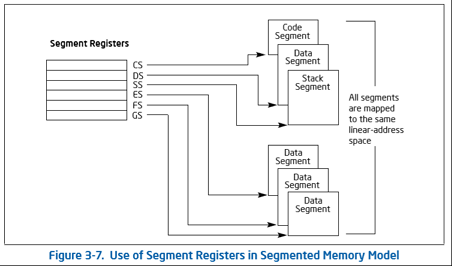 Segment Registers
CS
DS
SS
ES
FS
GS
Code
Segment
Data
Segment
Stack
Segment
All segments
are mapped
to the same
linear-address
space
Data
Segment
Data
Segment
Data
Segment
Figure 3-7. Use of Segment Registers in Segmented Memory Model